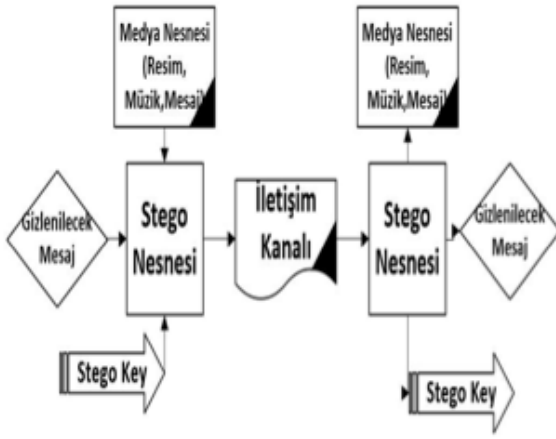 Medya Nesnesi
(Resim,
Müzik,Mesaj)
Medya Nesnesi
(Resim,
Müzik,Mesaj)
Gizlenilecek
Mesaj
Stego
Nesnesi
İletişim
Kanalı
Stego
Nesnesi
Gizlenilecek
Mesaj
Stego Key
Stego Key